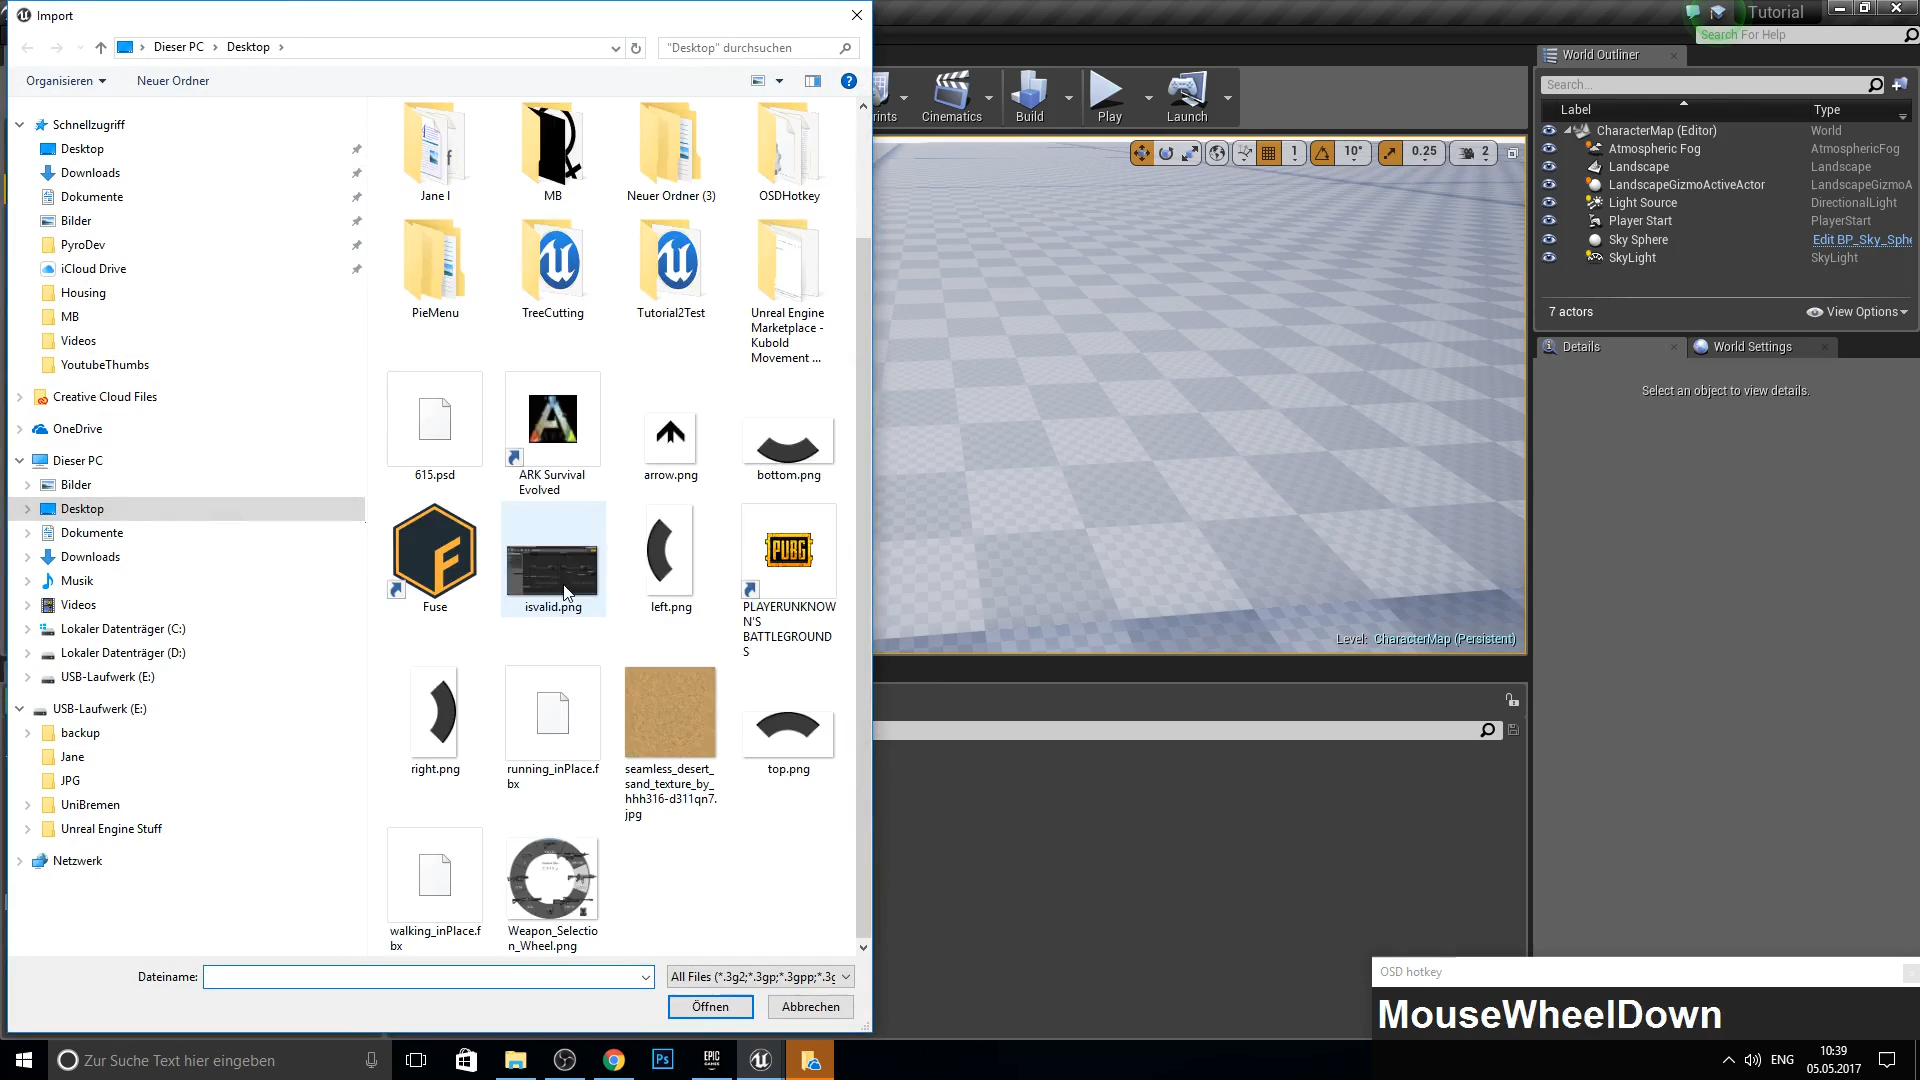 Import
Dieser PC
Desktop
"Desktop" durchsuchen
Organisieren
Neuer Ordner
Schnellzugriff
Desktop
Downloads
Dokumente
Bilder
PyroDev
iCloud Drive
Housing
MB
Videos
YoutubeThumbs
Creative Cloud Files
OneDrive
Dieser PC
Bilder
Desktop
Dokumente
Downloads
Musik
Videos
Lokaler Datenträger (C:)
Lokaler Datenträger (D:)
USB-Laufwerk (E:)
USB-Laufwerk (E:)
backup
Jane
JPG
UniBremen
Unreal Engine Stuff
Netzwerk
Jane I
MB
Neuer Ordner (3)
OSDHotkey
PieMenu
TreeCutting
Tutorial2Test
Unreal Engine
Marketplace -
Kubold
Movement ...
615.psd
ARK Survival
Evolved
arrow.png
bottom.png
Fuse
isvalid.png
left.png
PUBG
PLAYERUNKNOW
N'S
BATTLEGROUND
S
right.png
running_inPlace.f
bx
seamless_desert_
sand_texture_by_
hhh316-d311qn7.
jpg
top.png
walking_inPlace.f
bx
Weapon_Selectio
n_Wheel.png
Dateiname:
All Files (*.3g2;*.3gp;*.3gpp;*.3g
Öffnen
Abbrechen
Tutorial
Search For Help
rints
Cinematics
Build
Play
Launch
1
10°
0.25
2
Level: CharacterMap (Persistent)
World Outliner
Search...
Label
Type
CharacterMap (Editor)
World
Atmospheric Fog
AtmosphericFog
Landscape
Landscape
LandscapeGizmoActiveActor
LandscapeGizmoA
Light Source
DirectionalLight
Player Start
PlayerStart
Sky Sphere
Edit BP_Sky_Sphe
SkyLight
SkyLight
7 actors
View Options
Details
World Settings
Select an object to view details.
OSD hotkey
MouseWheelDown
Zur Suche Text hier eingeben
Ps
EPIC
GAMES
ENG
10:39
05.05.2017